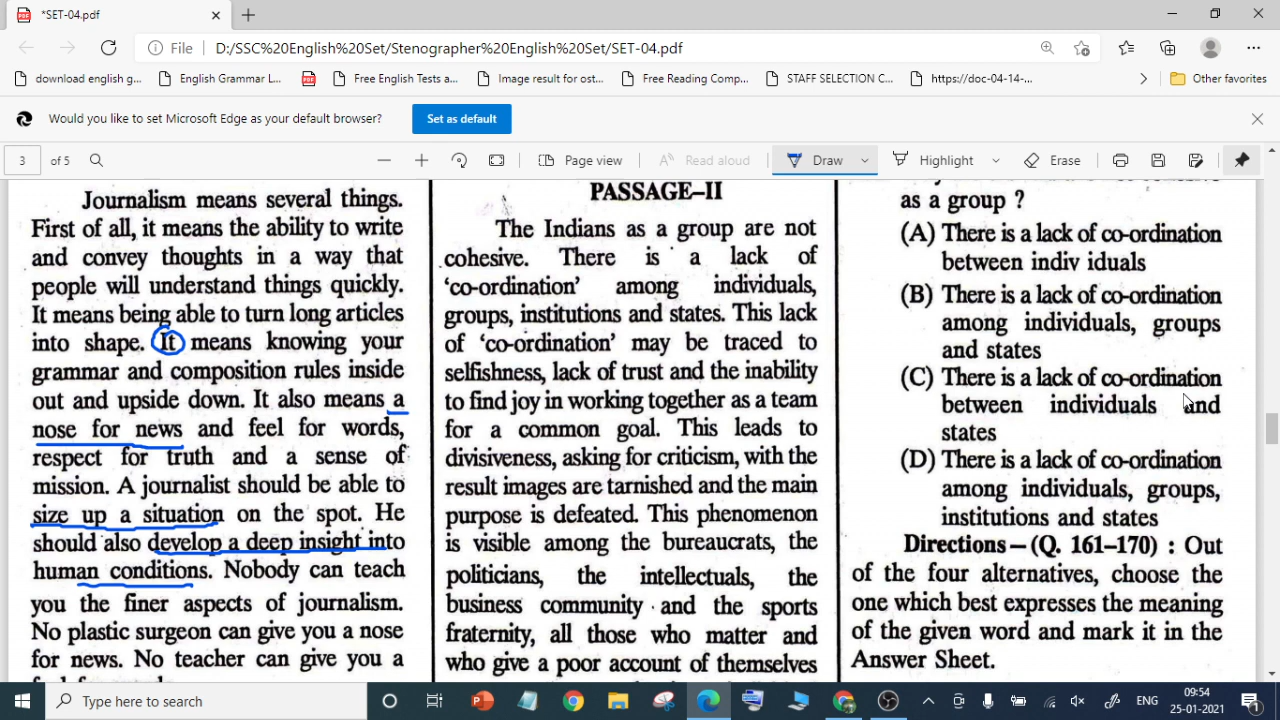 *SET-04.pdf
File
D:/SSC%20English%20Set/Stenographer%20English%20Set/SET-04.pdf
download english g...
English Grammar L...
Free English Tests a...
Image result for ost...
Free Reading Comp...
STAFF SELECTION C...
https://doc-04-14-...
Other favorites
Would you like to set Microsoft Edge as your default browser?
Set as default
3 of 5
Page view
Read aloud
Draw
Highlight
Erase
Journalism means several things.
First of all, it means the ability to write
and convey thoughts in a way that
people will understand things quickly.
It means being able to turn long articles
into shape. It means knowing your
grammar and composition rules inside
out and upside down. It also means a
nose for news and feel for words,
respect for truth and a sense of
mission. A journalist should be able to
size up a situation on the spot. He
should also develop a deep insight into
human conditions. Nobody can teach
you the finer aspects of journalism.
No plastic surgeon can give you a nose
for news. No teacher can give you a
PASSAGE–II
The Indians as a group are not
cohesive. There is a lack of
‘co-ordination’ among individuals,
groups, institutions and states. This lack
of ‘co-ordination’ may be traced to
selfishness, lack of trust and the inability
to find joy in working together as a team
for a common goal. This leads to
divisiveness, asking for criticism, with the
result images are tarnished and the main
purpose is defeated. This phenomenon
is visible among the bureaucrats, the
politicians, the intellectuals, the
business community and the sports
fraternity, all those who matter and
who give a poor account of themselves
as a group ?
(A) There is a lack of co-ordination
between indiv iduals
(B) There is a lack of co-ordination
among individuals, groups
and states
(C) There is a lack of co-ordination
between individuals and
states
(D) There is a lack of co-ordination
among individuals, groups,
institutions and states
Directions – (Q. 161–170) : Out
of the four alternatives, choose the
one which best expresses the meaning
of the given word and mark it in the
Answer Sheet.
Type here to search
ENG
09:54
25-01-2021
1